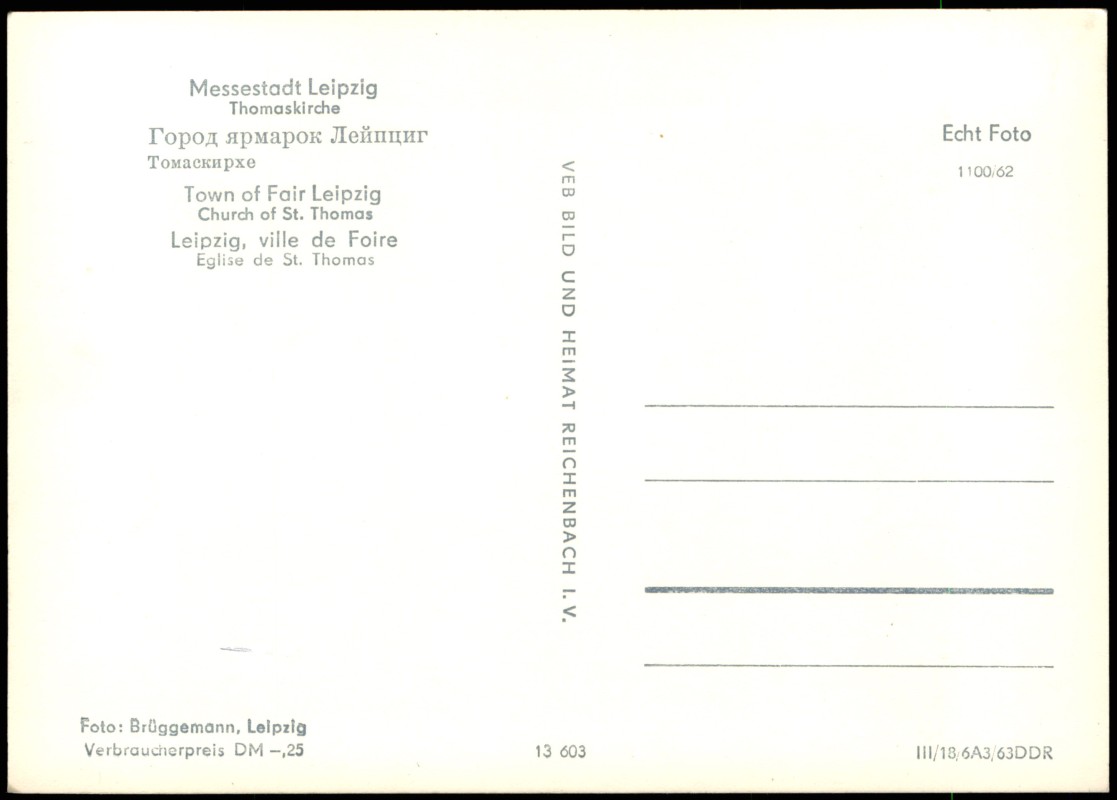 Messestadt Leipzig
Thomaskirche
Город ярмарок Лейпциг
Томаскирхе
Town of Fair Leipzig
Church of St. Thomas
Leipzig, ville de Foire
Eglise de St. Thomas
Foto: Brüggemann, Leipzig
Verbraucherpreis DM –,25
VEB BILD UND HEIMAT REICHENBACH I. V.
13 603
Echt Foto
1100/62
III/18/6A3/63DDR